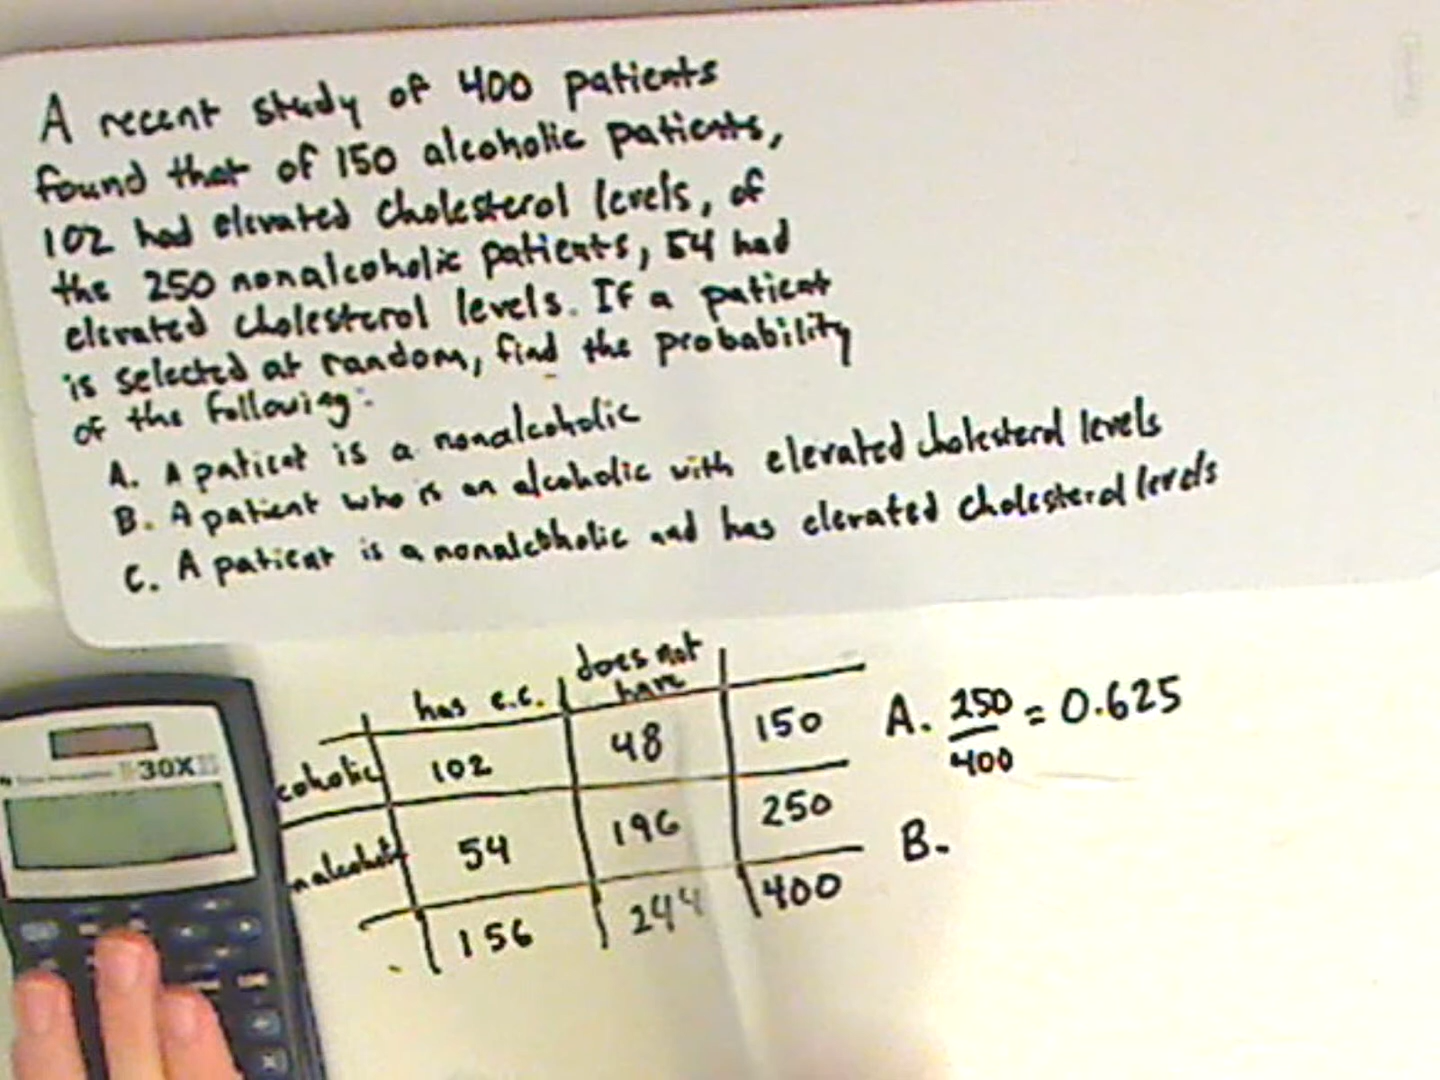 A recent study of 400 patients
found that of 150 alcoholic patients,
102 had elevated cholesterol levels, of
the 250 nonalcoholic patients, 54 had
elevated cholesterol levels. If a patient
is selected at random, find the probability
of the following:
A. A patient is a nonalcoholic
B. A patient who is an alcoholic with elevated cholesterol levels
C. A patient is a nonalcoholic and has elevated cholesterol levels
has e.c. does not have
coholic 102 48 150
nalcoholic 54 196 250
156 244 400
A. 250/400 = 0.625
B.
30X